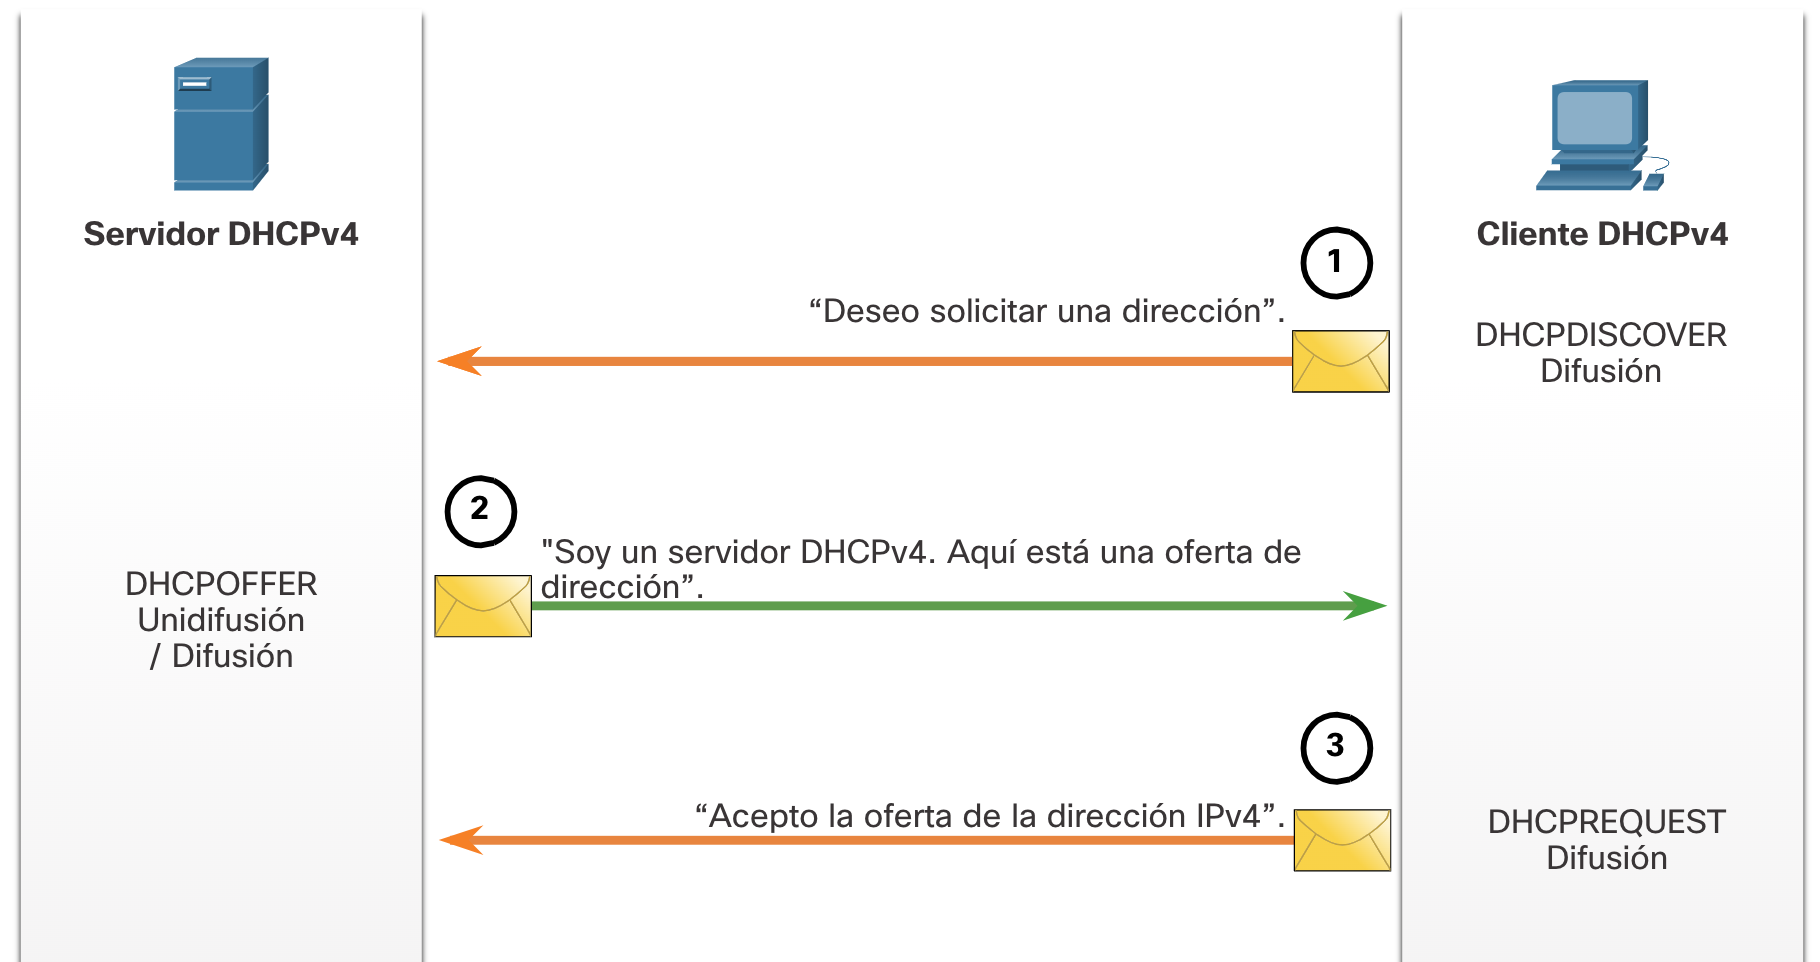 Servidor DHCPv4
Cliente DHCPv4
1
“Deseo solicitar una dirección”.
DHCPDISCOVER
Difusión
2
"Soy un servidor DHCPv4. Aquí está una oferta de
dirección”.
DHCPOFFER
Unidifusión
/ Difusión
3
“Acepto la oferta de la dirección IPv4”.
DHCPREQUEST
Difusión